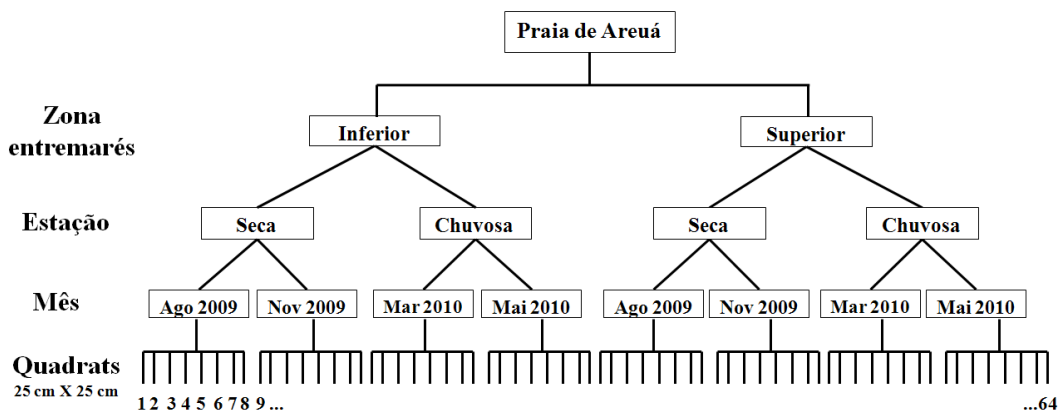 Praia de Areuá
Zona
entremarés
Inferior
Superior
Estação
Seca
Chuvosa
Seca
Chuvosa
Mês
Ago 2009
Nov 2009
Mar 2010
Mai 2010
Ago 2009
Nov 2009
Mar 2010
Mai 2010
Quadrats
25 cm X 25 cm
1 2 3 4 5 6 7 8 9 ...
...64